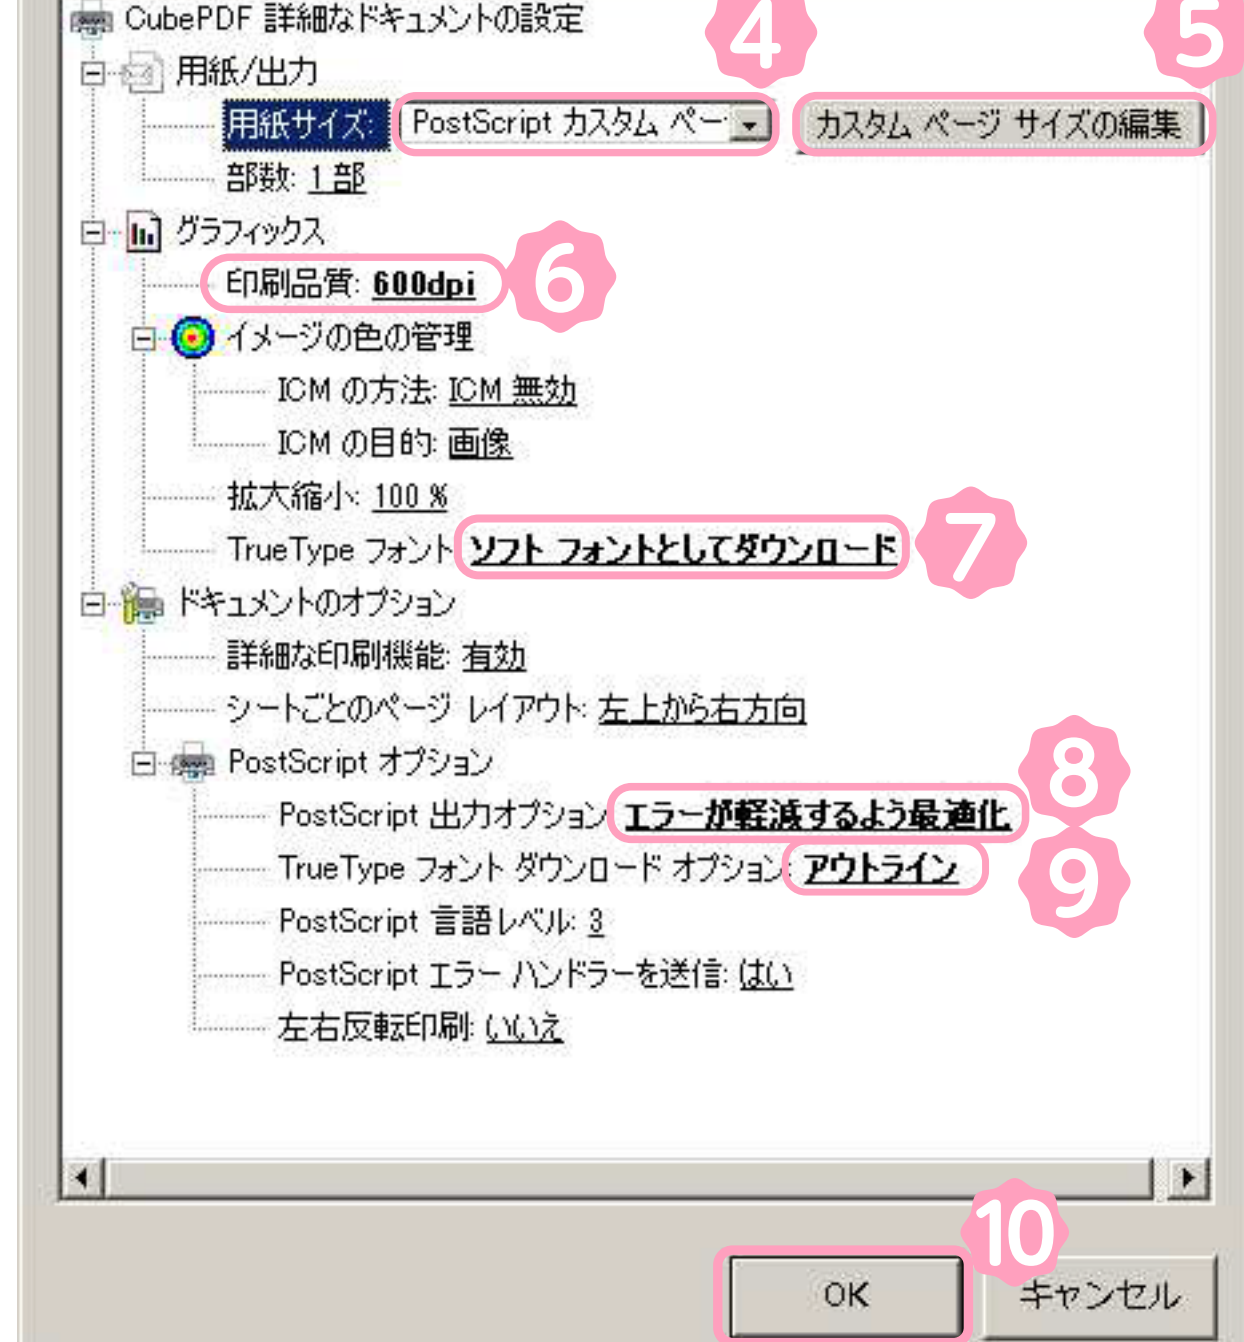 CubePDF 詳細なドキュメントの設定
4
5
用紙/出力
用紙サイズ: PostScript カスタム ペー カスタム ページ サイズの編集
部数: 1 部
グラフィックス
印刷品質: 600dpi
6
イメージの色の管理
ICM の方法: ICM 無効
ICM の目的: 画像
拡大縮小: 100 %
TrueType フォント ソフト フォントとしてダウンロード
7
ドキュメントのオプション
詳細な印刷機能: 有効
シートごとのページ レイアウト: 左上から右方向
PostScript オプション
8
PostScript 出力オプション エラーが軽減するよう最適化
TrueType フォント ダウンロード オプション: アウトライン
9
PostScript 言語レベル: 3
PostScript エラー ハンドラーを送信: はい
左右反転印刷: いいえ
10
OK キャンセル